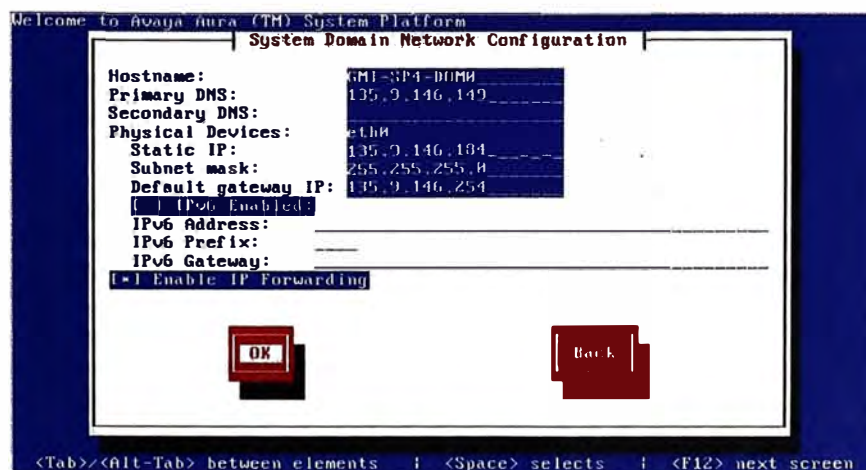 Welcome to Avaya Aura (TM) System Platform
System Domain Network Configuration
Hostname: GMI-SP4-DOM0
Primary DNS: 135.9.146.149
Secondary DNS:
Physical Devices: eth0
Static IP: 135.9.146.184
Subnet mask: 255.255.255.0
Default gateway IP: 135.9.146.254
[ ] IPv6 Enabled:
IPv6 Address:
IPv6 Prefix:
IPv6 Gateway:
[*] Enable IP Forwarding
OK Back
<Tab>/<Alt-Tab> between elements | <Space> selects | <F12> next screen